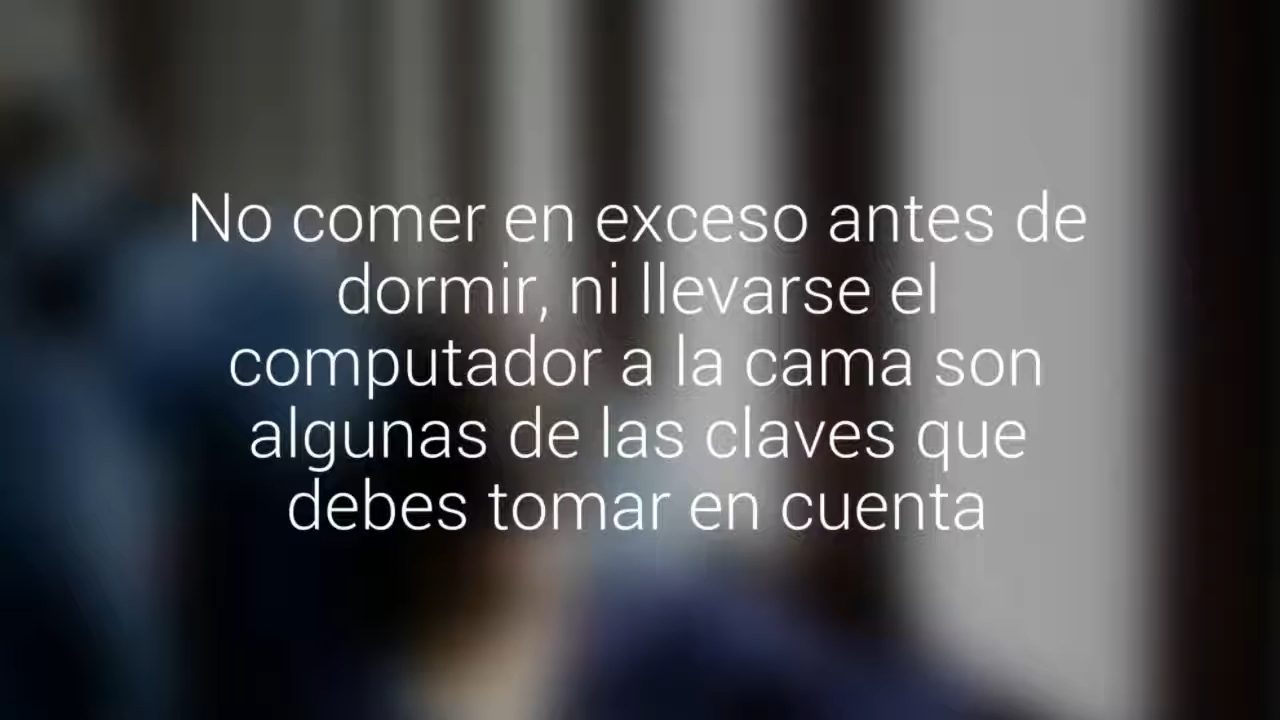 No comer en exceso antes de
dormir, ni llevarse el
computador a la cama son
algunas de las claves que
debes tomar en cuenta